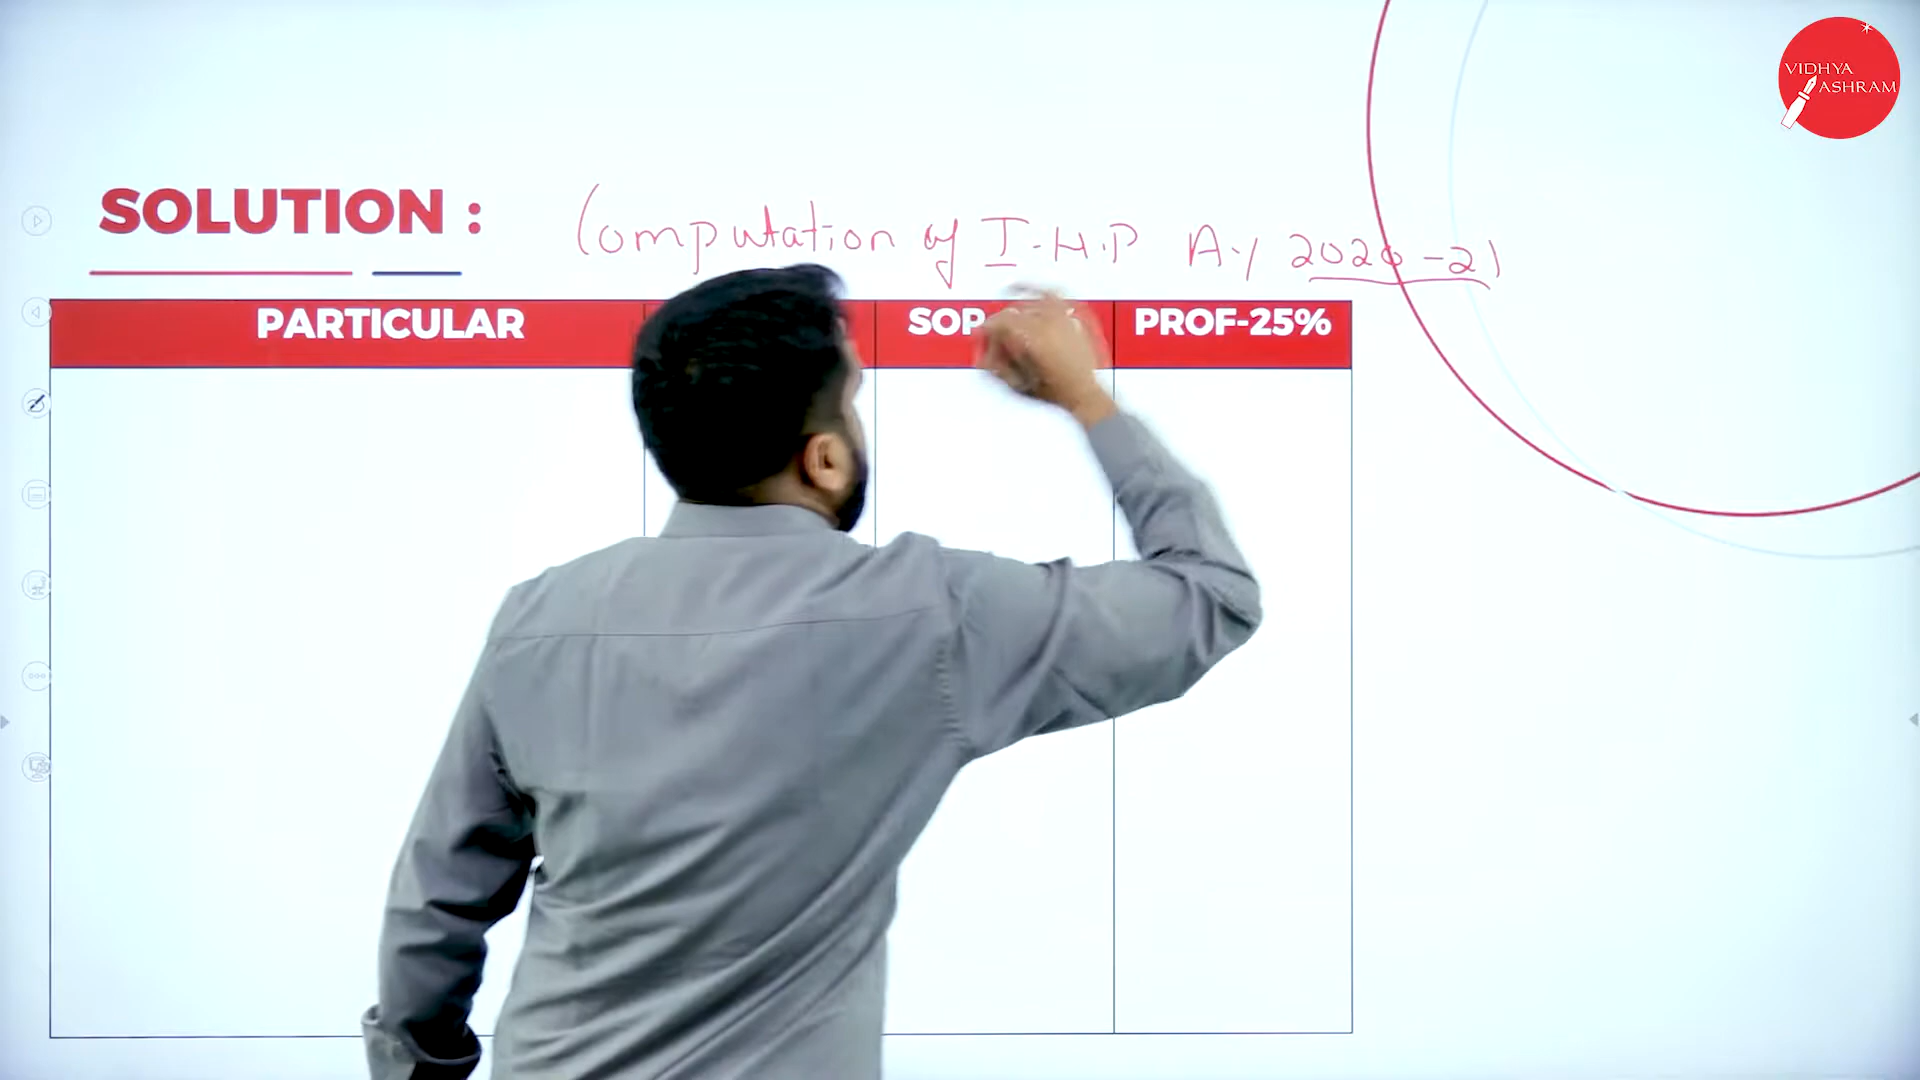 VIDHYA
ASHRAM
SOLUTION :
Computation of I.H.P A.Y 2020-21
PARTICULAR
SOP
PROF-25%